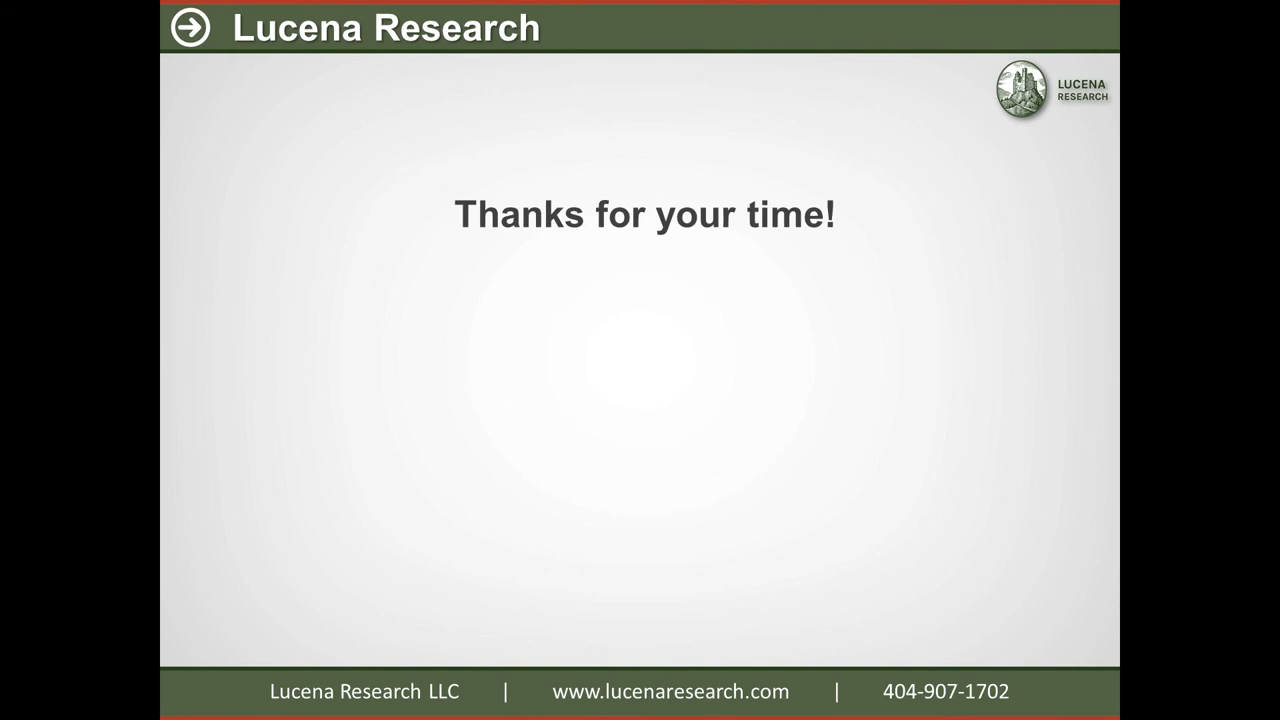 Lucena Research
LUCENA
RESEARCH
Thanks for your time!
Lucena Research LLC | www.lucenaresearch.com | 404-907-1702